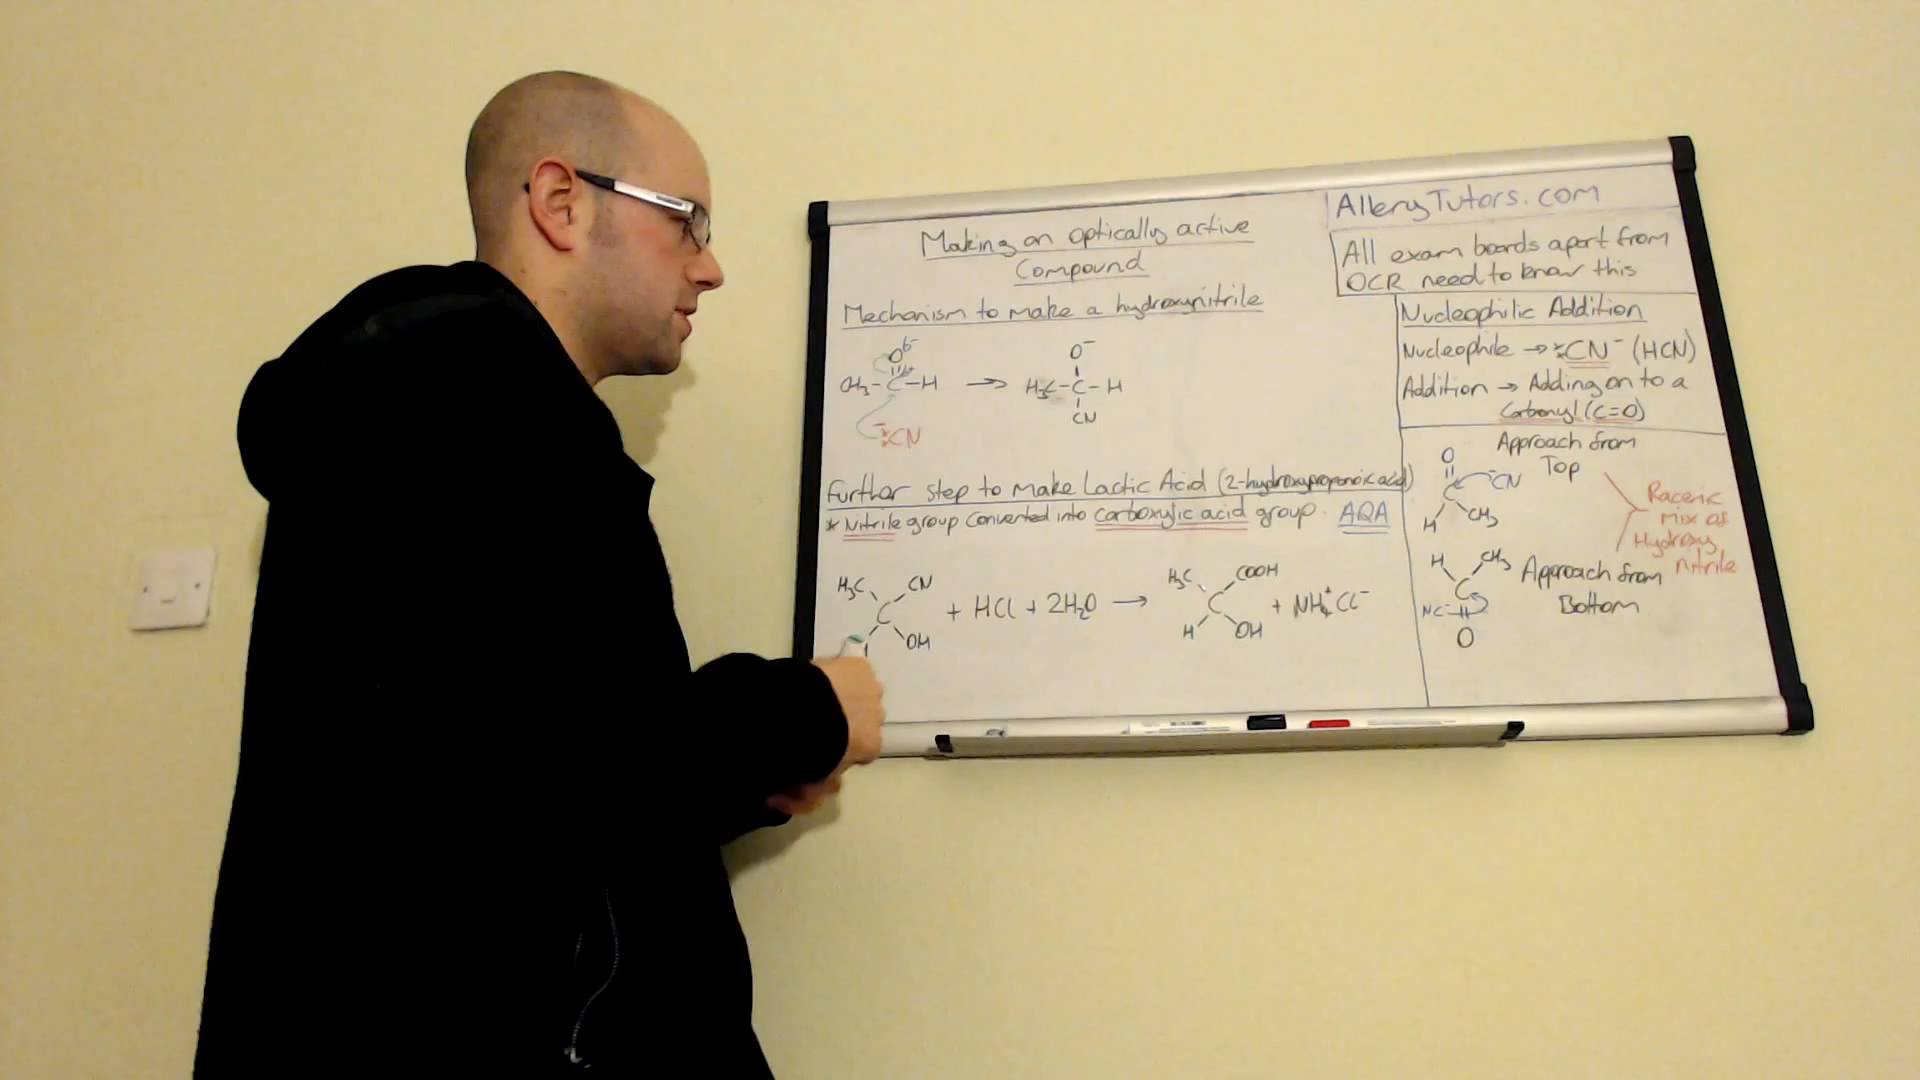 Making an optically active
Compound
Mechanism to make a hydroxynitrile
Oδ-
CH3-C-H → H3C-C-H
O-
CN
:CN
Further step to make Lactic Acid (2-hydroxypropanoic acid)
* Nitrile group converted into carboxylic acid group. AQA
H3C CN
C + HCl + 2H2O →
OH
H3C COOH
C + NH4+Cl-
H OH
AlleryTutors.com
All exam boards apart from
OCR need to know this
Nucleophilic Addition
Nucleophile → :CN- (HCN)
Addition → Adding on to a
Carbonyl (C=O)
Approach from
Top
O
-CN
C
H CH3
Racemic
mix of
Hydroxy
nitrile
H CH3
C
NC-
O
Approach from
Bottom